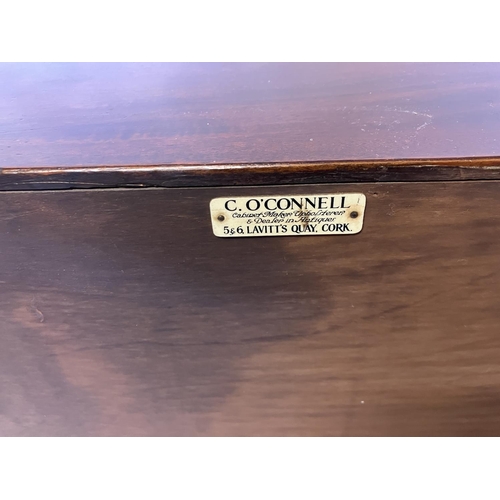 C. O'CONNELL
Cabinet Maker Upholsterer
& Dealer in Antiques
5 & 6, LAVITT'S QUAY, CORK.